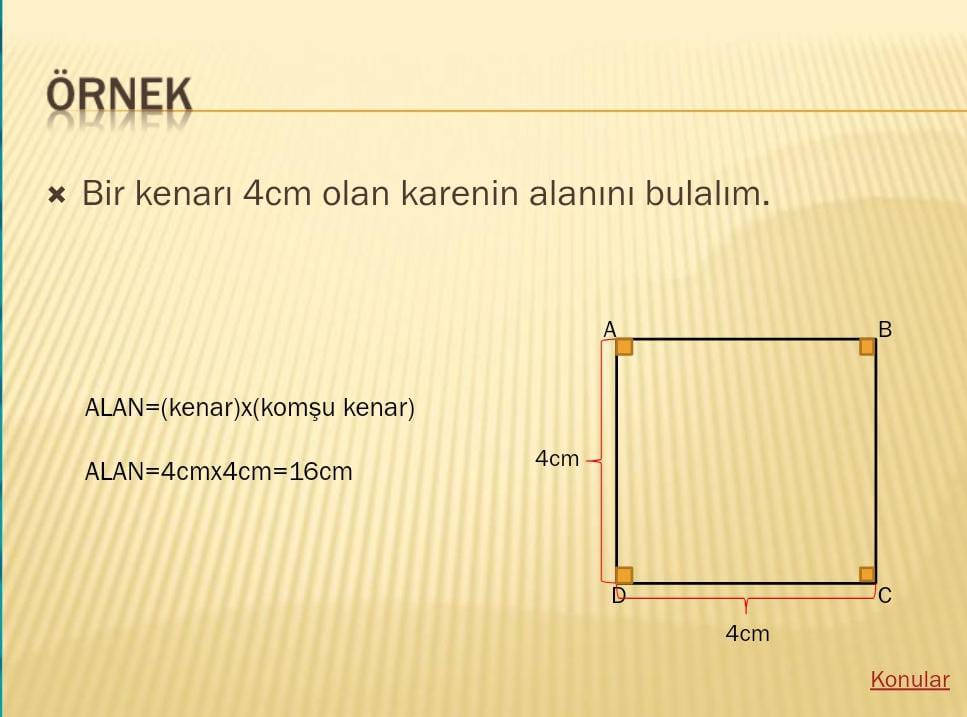 ÖRNEK
Bir kenarı 4cm olan karenin alanını bulalım.
A
B
ALAN=(kenar)x(komşu kenar)
4cm
ALAN=4cmx4cm=16cm
D
C
4cm
Konular